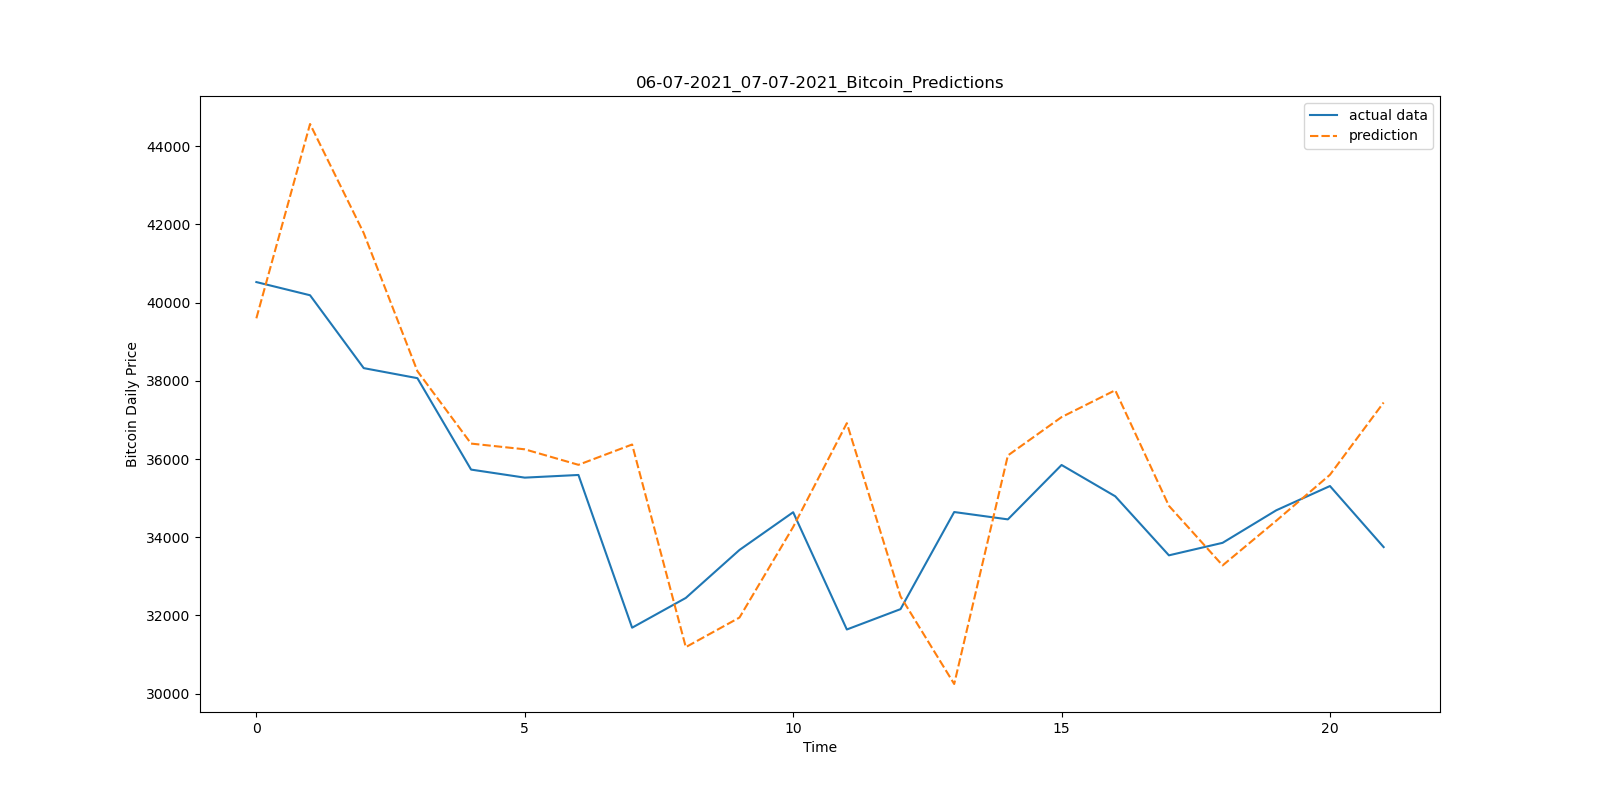 06-07-2021_07-07-2021_Bitcoin_Predictions
actual data
prediction
Bitcoin Daily Price
44000
42000
40000
38000
36000
34000
32000
30000
0
5
10
15
20
Time